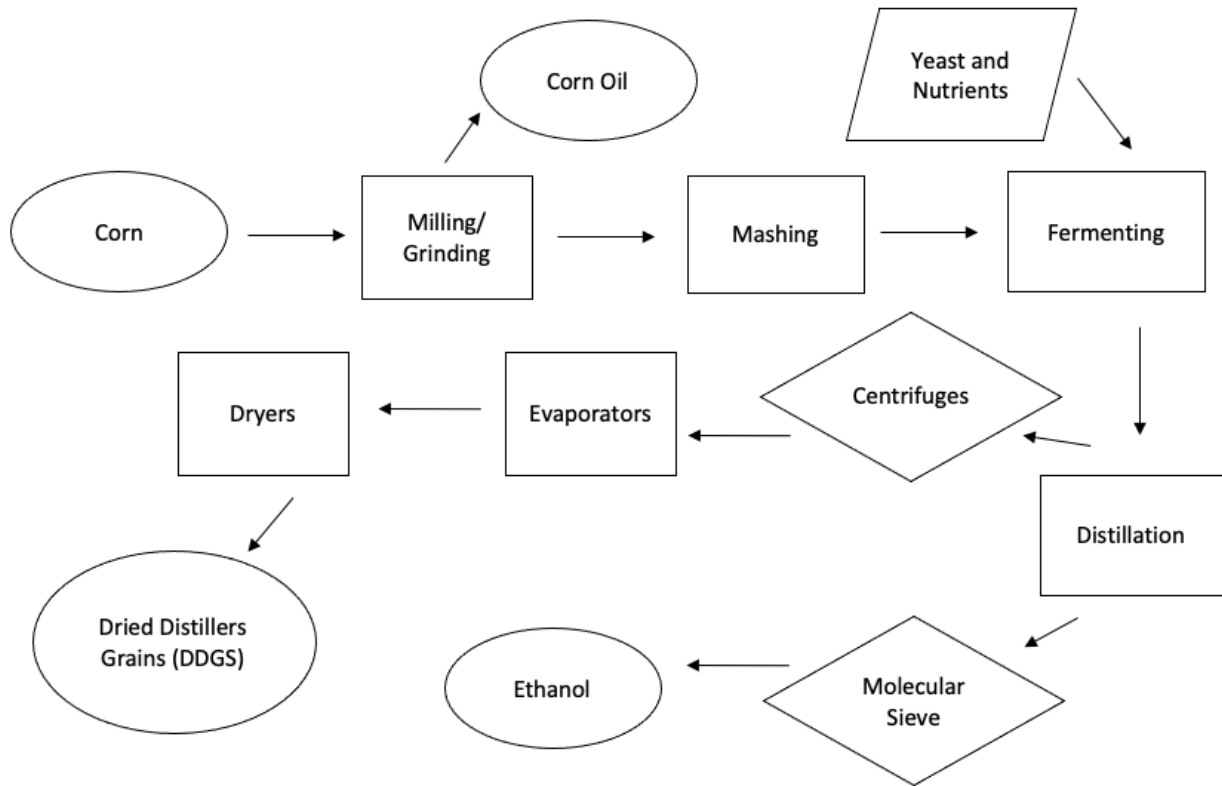 Corn Oil
Yeast and
Nutrients
Corn
Milling/
Grinding
Mashing
Fermenting
Dryers
Evaporators
Centrifuges
Distillation
Dried Distillers
Grains (DDGS)
Ethanol
Molecular
Sieve